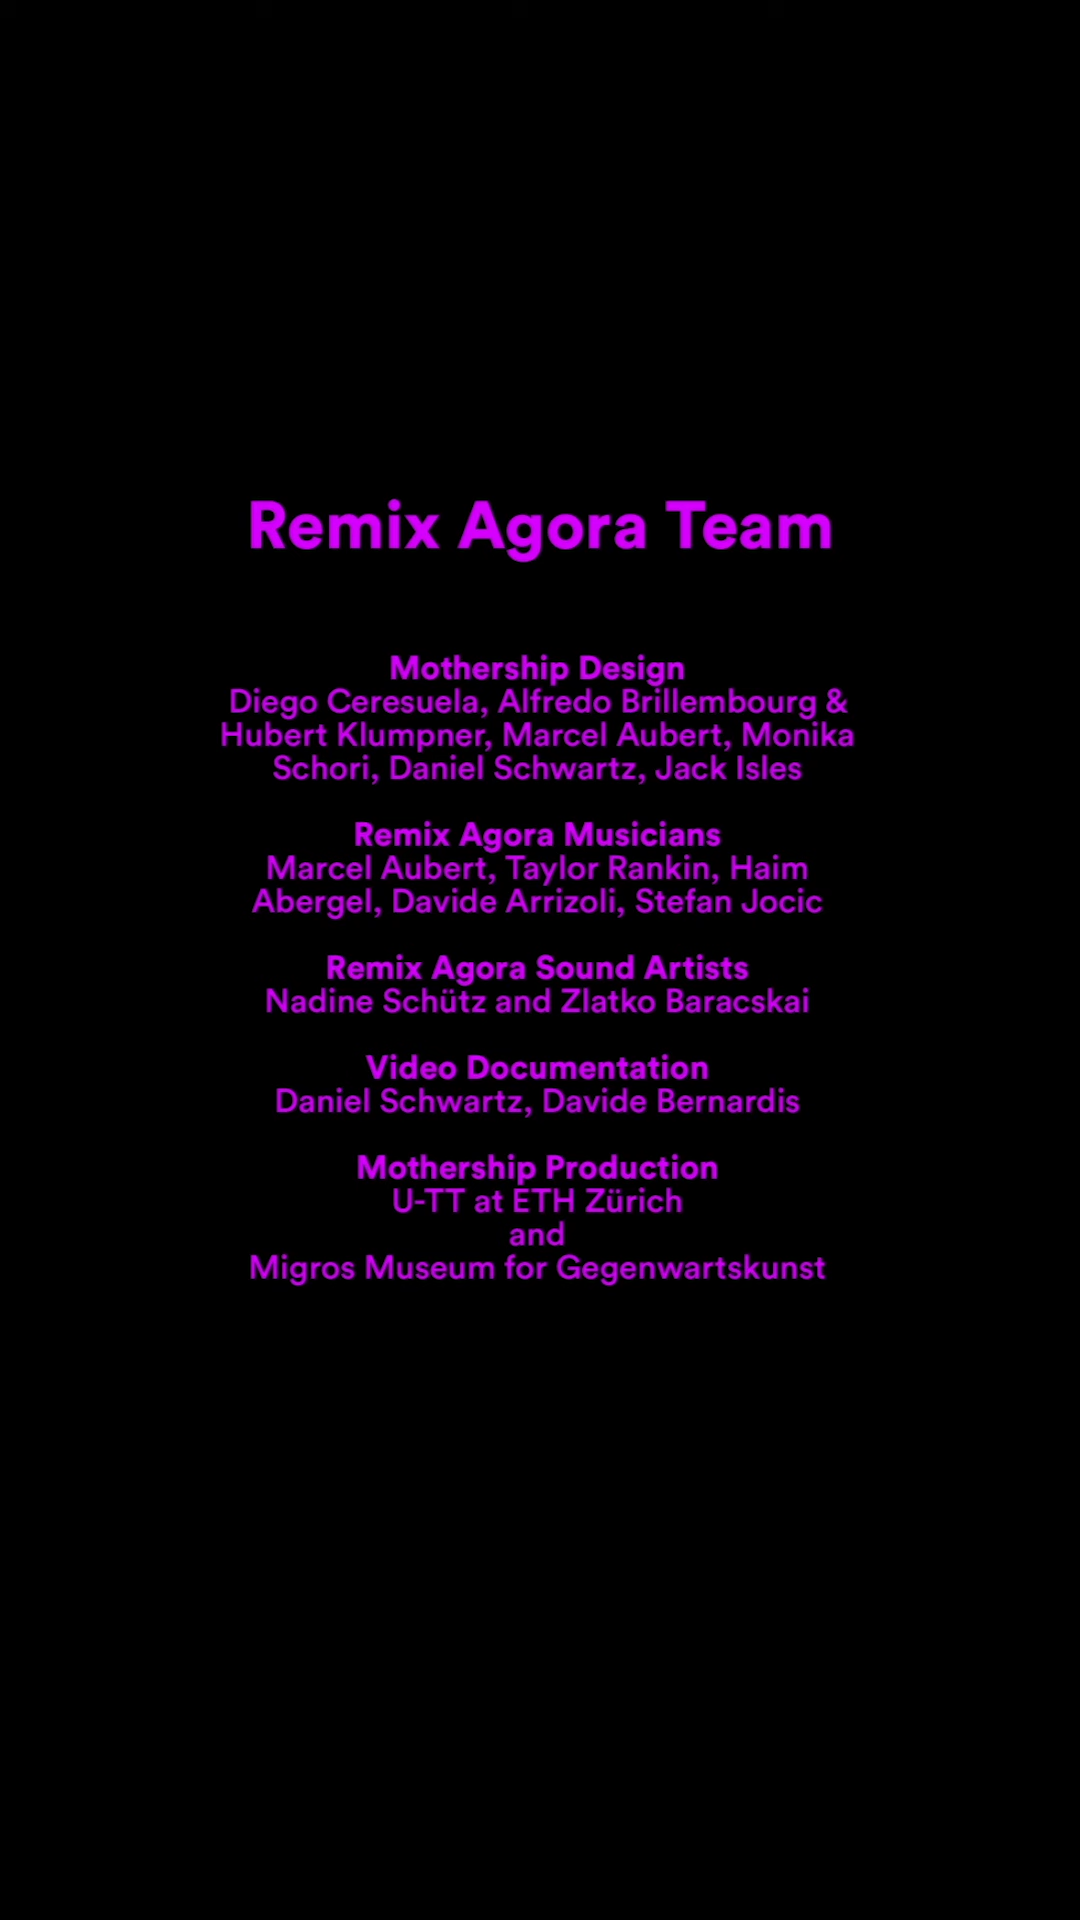 Remix Agora Team
Mothership Design
Diego Ceresuela, Alfredo Brillembourg &
Hubert Klumpner, Marcel Aubert, Monika
Schori, Daniel Schwartz, Jack Isles
Remix Agora Musicians
Marcel Aubert, Taylor Rankin, Haim
Abergel, Davide Arrizoli, Stefan Jocic
Remix Agora Sound Artists
Nadine Schütz and Zlatko Baracskai
Video Documentation
Daniel Schwartz, Davide Bernardis
Mothership Production
U-TT at ETH Zürich
and
Migros Museum for Gegenwartskunst